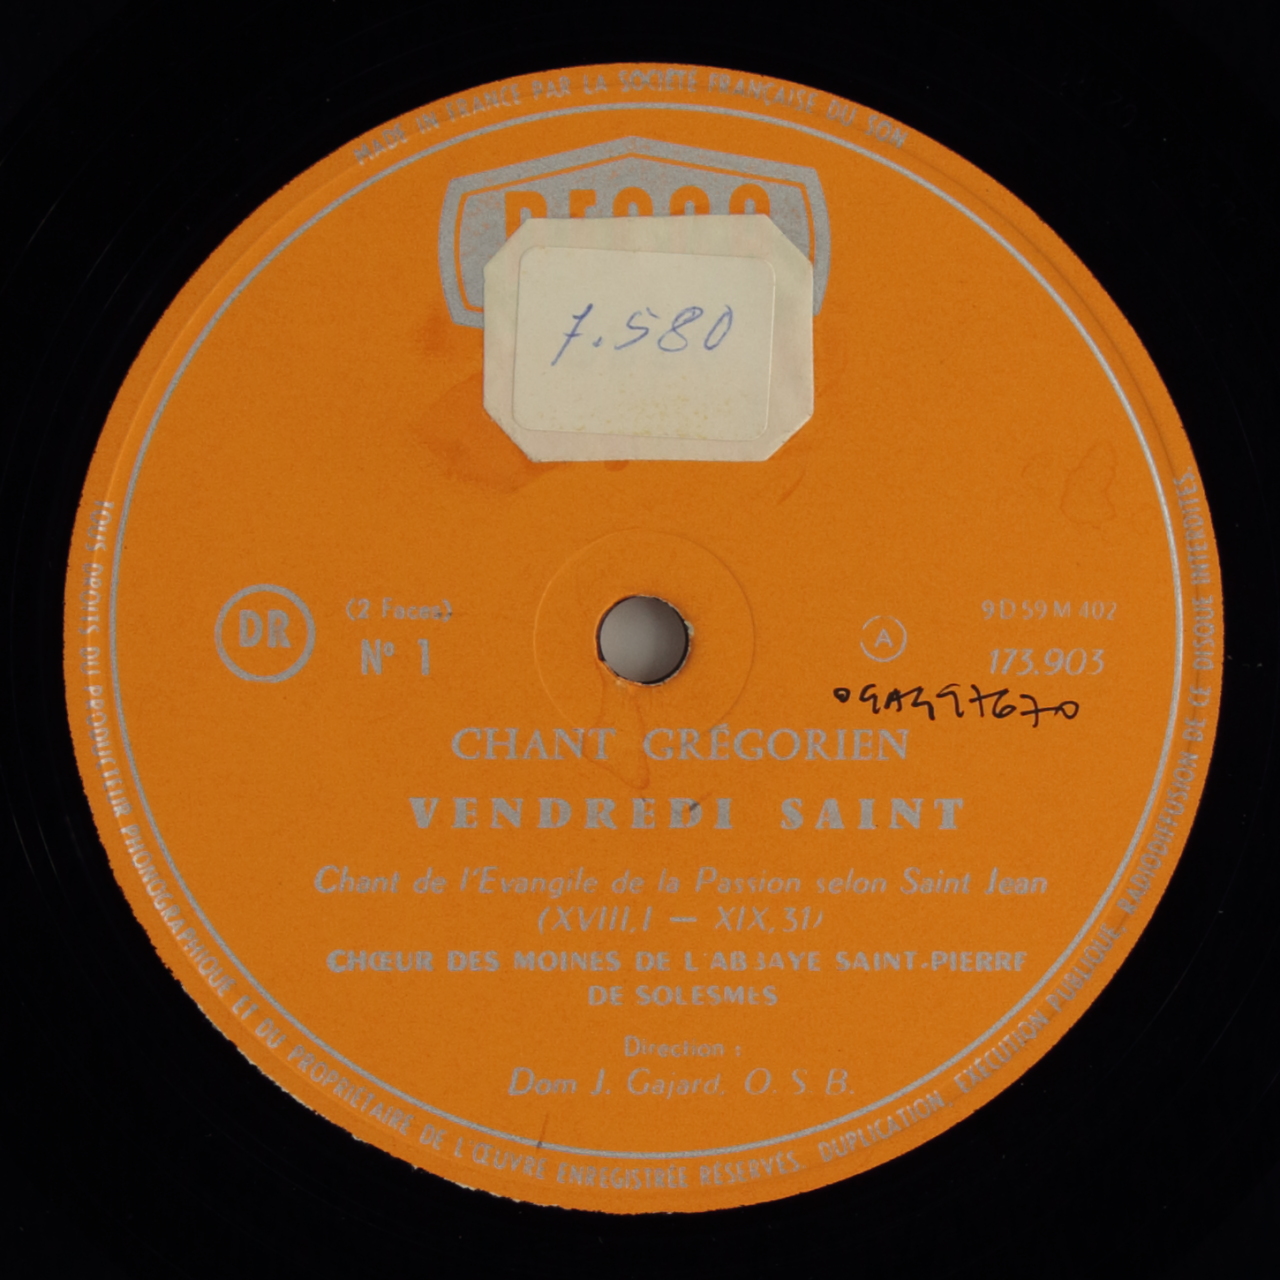 MADE IN FRANCE PAR LA SOCIÉTÉ FRANÇAISE DU SON
DECCA
7.580
DR
(2 Faces)
Nº 1
A
9D59M402
173.903
CHANT GRÉGORIEN
VENDREDI SAINT
Chant de l'Evangile de la Passion selon Saint Jean
(XVIII,1 — XIX,31)
CHŒUR DES MOINES DE L'ABBAYE SAINT-PIERRE
DE SOLESMES
Direction :
Dom J. Gajard. O. S. B.
TOUS DROITS DU PRODUCTEUR PHONOGRAPHIQUE ET DU PROPRIÉTAIRE DE L'ŒUVRE ENREGISTRÉE RÉSERVÉS. DUPLICATION, EXÉCUTION PUBLIQUE, RADIODIFFUSION DE CE DISQUE INTERDITES.